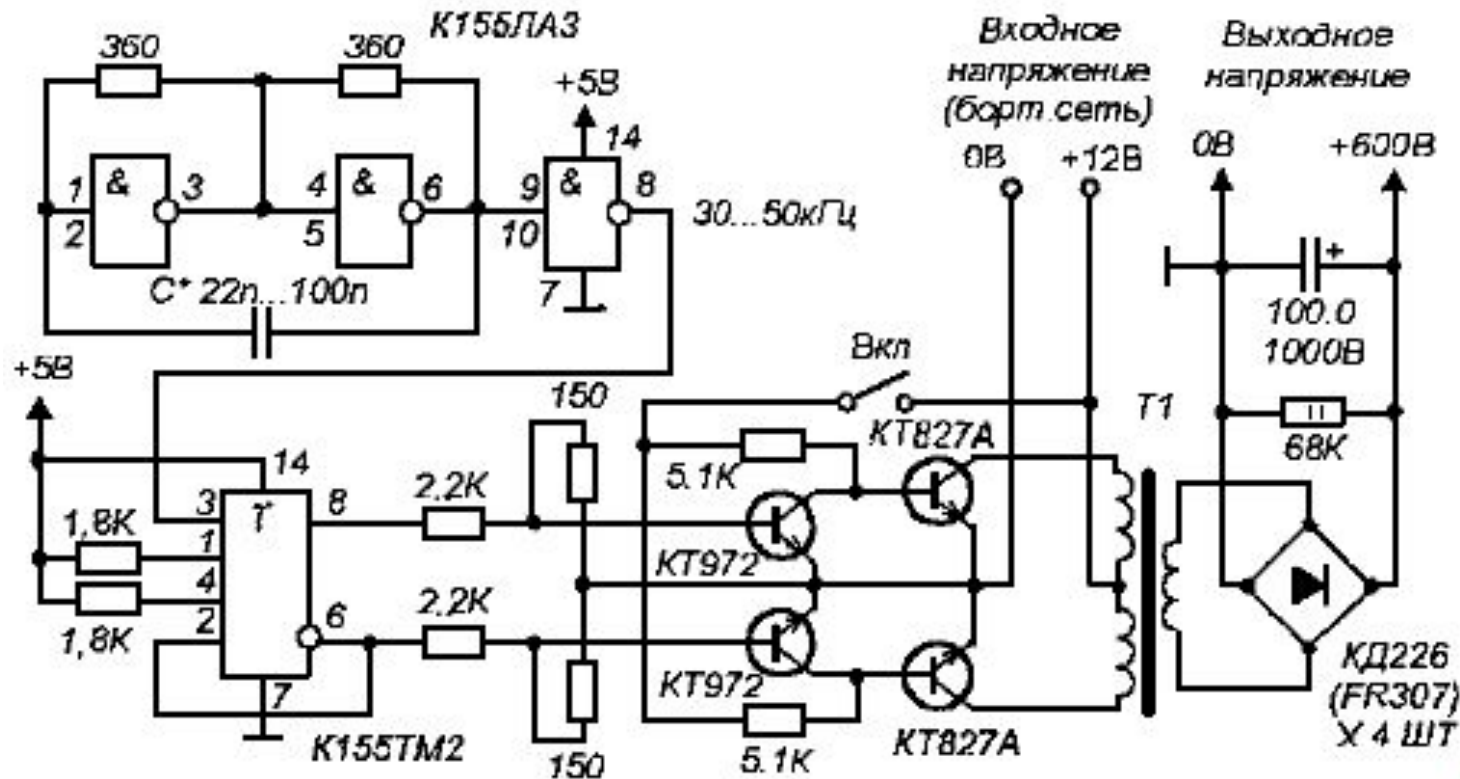 К155ЛА3
360
360
+5В
14
1
2
&
3
4
5
&
6
9
10
&
8
7
30...50кГц
С* 22п...100п
Входное
напряжение
(борт.сеть)
0В
+12В
Выходное
напряжение
0В
+600В
+
100.0
1000В
68К
+5В
14
3
1
4
2
Т
8
6
7
1,8К
1,8К
К155ТМ2
2.2К
2.2К
150
150
Вкл
5.1К
5.1К
КТ972
КТ972
КТ827А
КТ827А
Т1
КД226
(FR307)
Х 4 ШТ